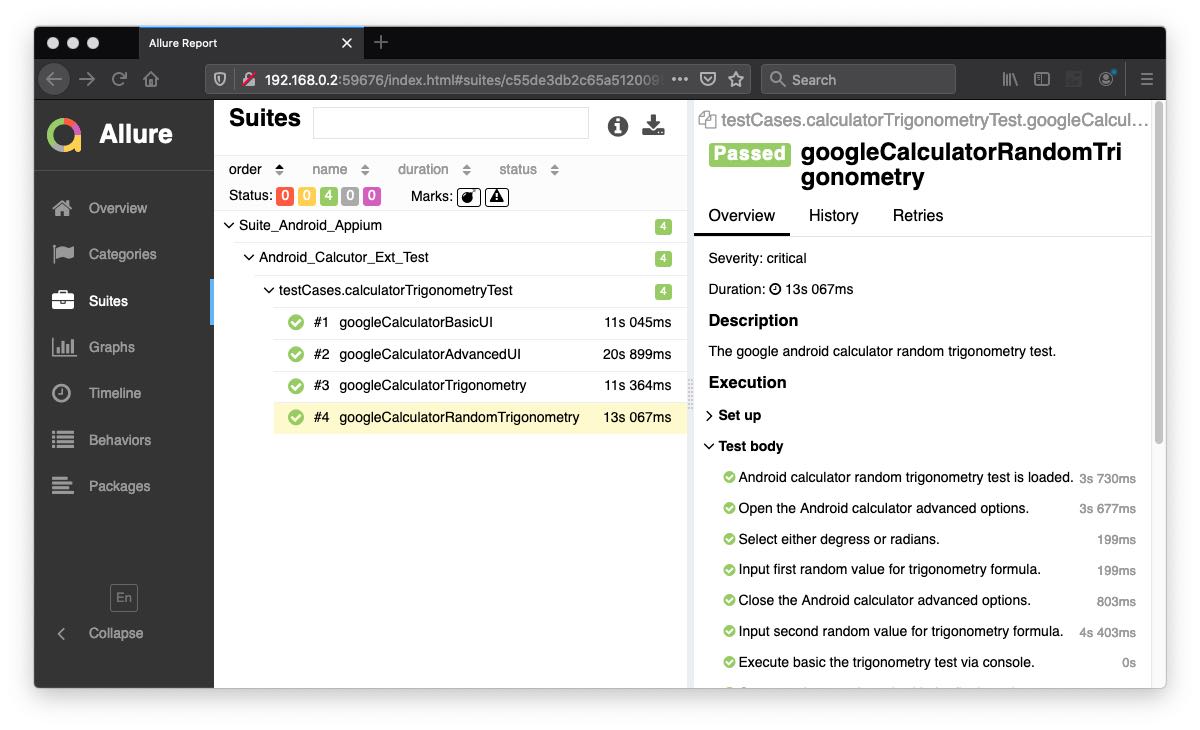 Allure Report
192.168.0.2:59676/index.html#suites/c55de3db2c65a5120095
Search
Allure
Overview
Categories
Suites
Graphs
Timeline
Behaviors
Packages
En
Collapse
Suites
order name duration status
Status: 0 0 4 0 0 Marks:
Suite_Android_Appium 4
Android_Calcutor_Ext_Test 4
testCases.calculatorTrigonometryTest 4
#1 googleCalculatorBasicUI 11s 045ms
#2 googleCalculatorAdvancedUI 20s 899ms
#3 googleCalculatorTrigonometry 11s 364ms
#4 googleCalculatorRandomTrigonometry 13s 067ms
testCases.calculatorTrigonometryTest.googleCalcul...
Passed googleCalculatorRandomTri
gonometry
Overview History Retries
Severity: critical
Duration: 13s 067ms
Description
The google android calculator random trigonometry test.
Execution
Set up
Test body
Android calculator random trigonometry test is loaded. 3s 730ms
Open the Android calculator advanced options. 3s 677ms
Select either degress or radians. 199ms
Input first random value for trigonometry formula. 199ms
Close the Android calculator advanced options. 803ms
Input second random value for trigonometry formula. 4s 403ms
Execute basic the trigonometry test via console. 0s